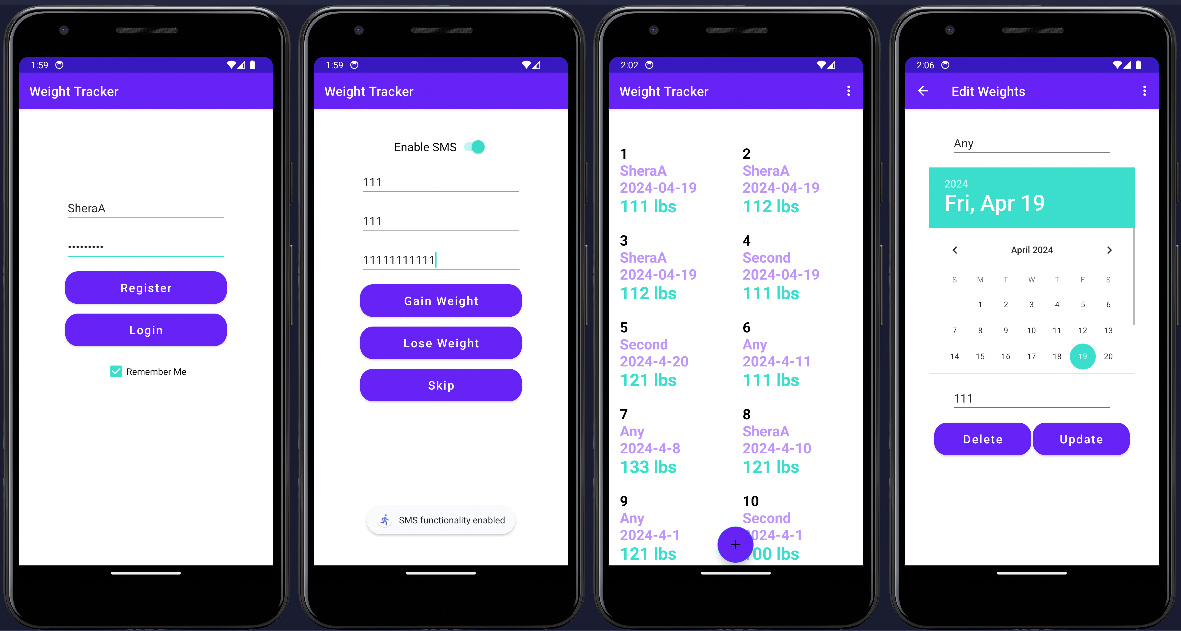 1:59
Weight Tracker
SheraA
•••••••••
Register
Login
Remember Me
1:59
Weight Tracker
Enable SMS
111
111
11111111111
Gain Weight
Lose Weight
Skip
SMS functionality enabled
2:02
Weight Tracker
1 2
SheraA SheraA
2024-04-19 2024-04-19
111 lbs 112 lbs
3 4
SheraA Second
2024-04-19 2024-04-19
112 lbs 111 lbs
5 6
Second Any
2024-4-20 2024-4-11
121 lbs 111 lbs
7 8
Any SheraA
2024-4-8 2024-4-10
133 lbs 121 lbs
9 10
Any Second
2024-4-1 024-4-1
121 lbs 00 lbs
+
2:06
Edit Weights
Any
2024
Fri, Apr 19
April 2024
S M T W T F S
1 2 3 4 5 6
7 8 9 10 11 12 13
14 15 16 17 18 19 20
111
Delete Update